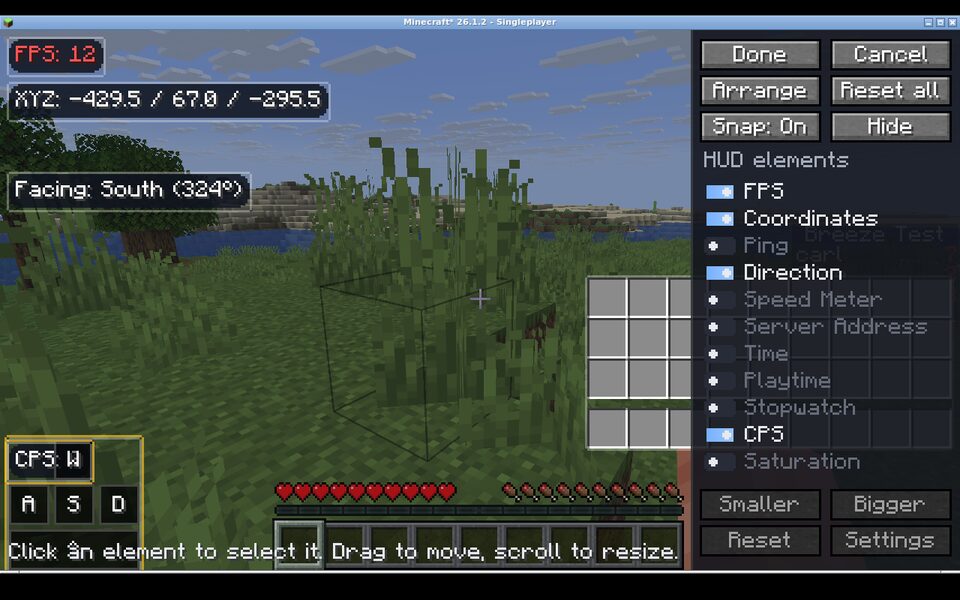 Minecraft* 26.1.2 - Singleplayer
FPS: 12
XYZ: -429.5 / 67.0 / -295.5
Facing: South (324°)
CPS: W
A S D
Click an element to select it. Drag to move, scroll to resize.
Done Cancel
Arrange Reset all
Snap: On Hide
HUD elements
FPS
Coordinates
Ping
Direction
Speed Meter
Server Address
Time
Playtime
Stopwatch
CPS
Saturation
Smaller Bigger
Reset Settings
Breeze Test
carl